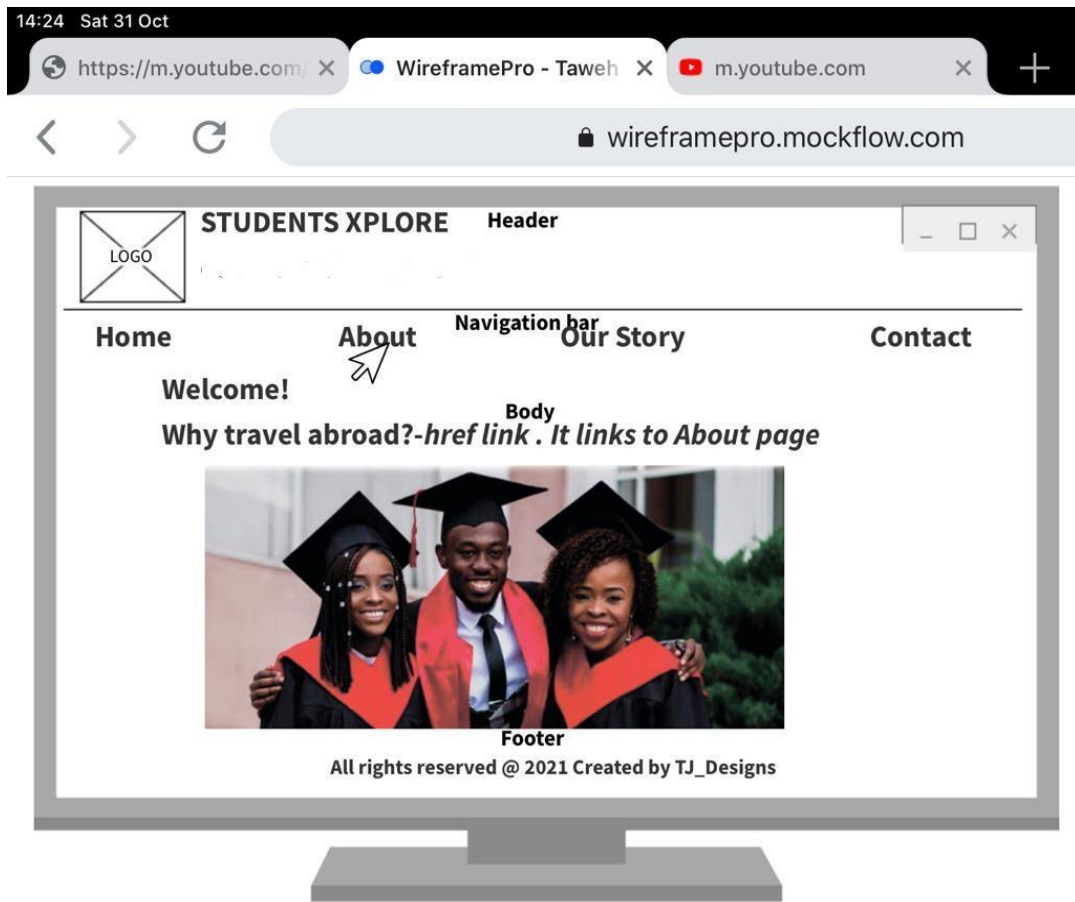 14:24 Sat 31 Oct
https://m.youtube.com/ WireframePro - Taweh m.youtube.com
wireframepro.mockflow.com
STUDENTS XPLORE Header
LOGO
Navigation bar
Home About Our Story Contact
Welcome!
Body
Why travel abroad?-href link . It links to About page
Footer
All rights reserved @ 2021 Created by TJ_Designs